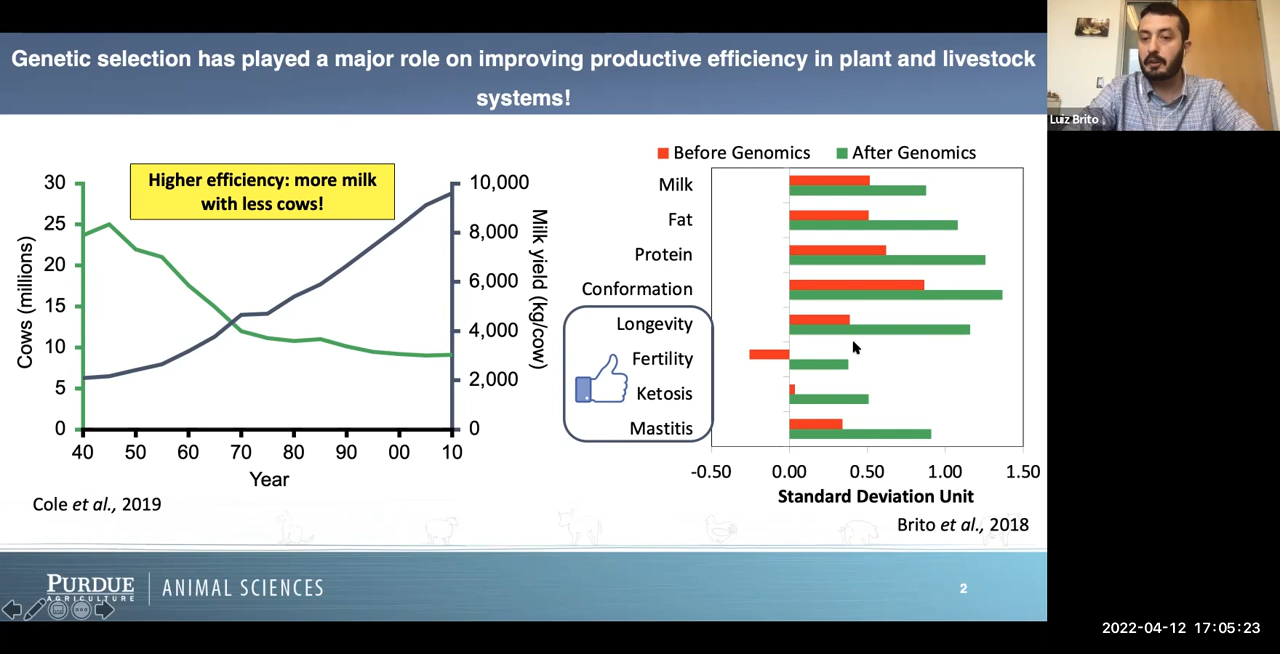 Genetic selection has played a major role on improving productive efficiency in plant and livestock
systems!
Luiz Brito
Higher efficiency: more milk
with less cows!
30
25
20
15
10
5
0
Cows (millions)
10,000
8,000
6,000
4,000
2,000
0
Milk yield (kg/cow)
40 50 60 70 80 90 00 10
Year
Cole et al., 2019
Before Genomics After Genomics
Milk
Fat
Protein
Conformation
Longevity
Fertility
Ketosis
Mastitis
-0.50 0.00 0.50 1.00 1.50
Standard Deviation Unit
Brito et al., 2018
PURDUE
AGRICULTURE
ANIMAL SCIENCES
2
2022-04-12 17:05:23